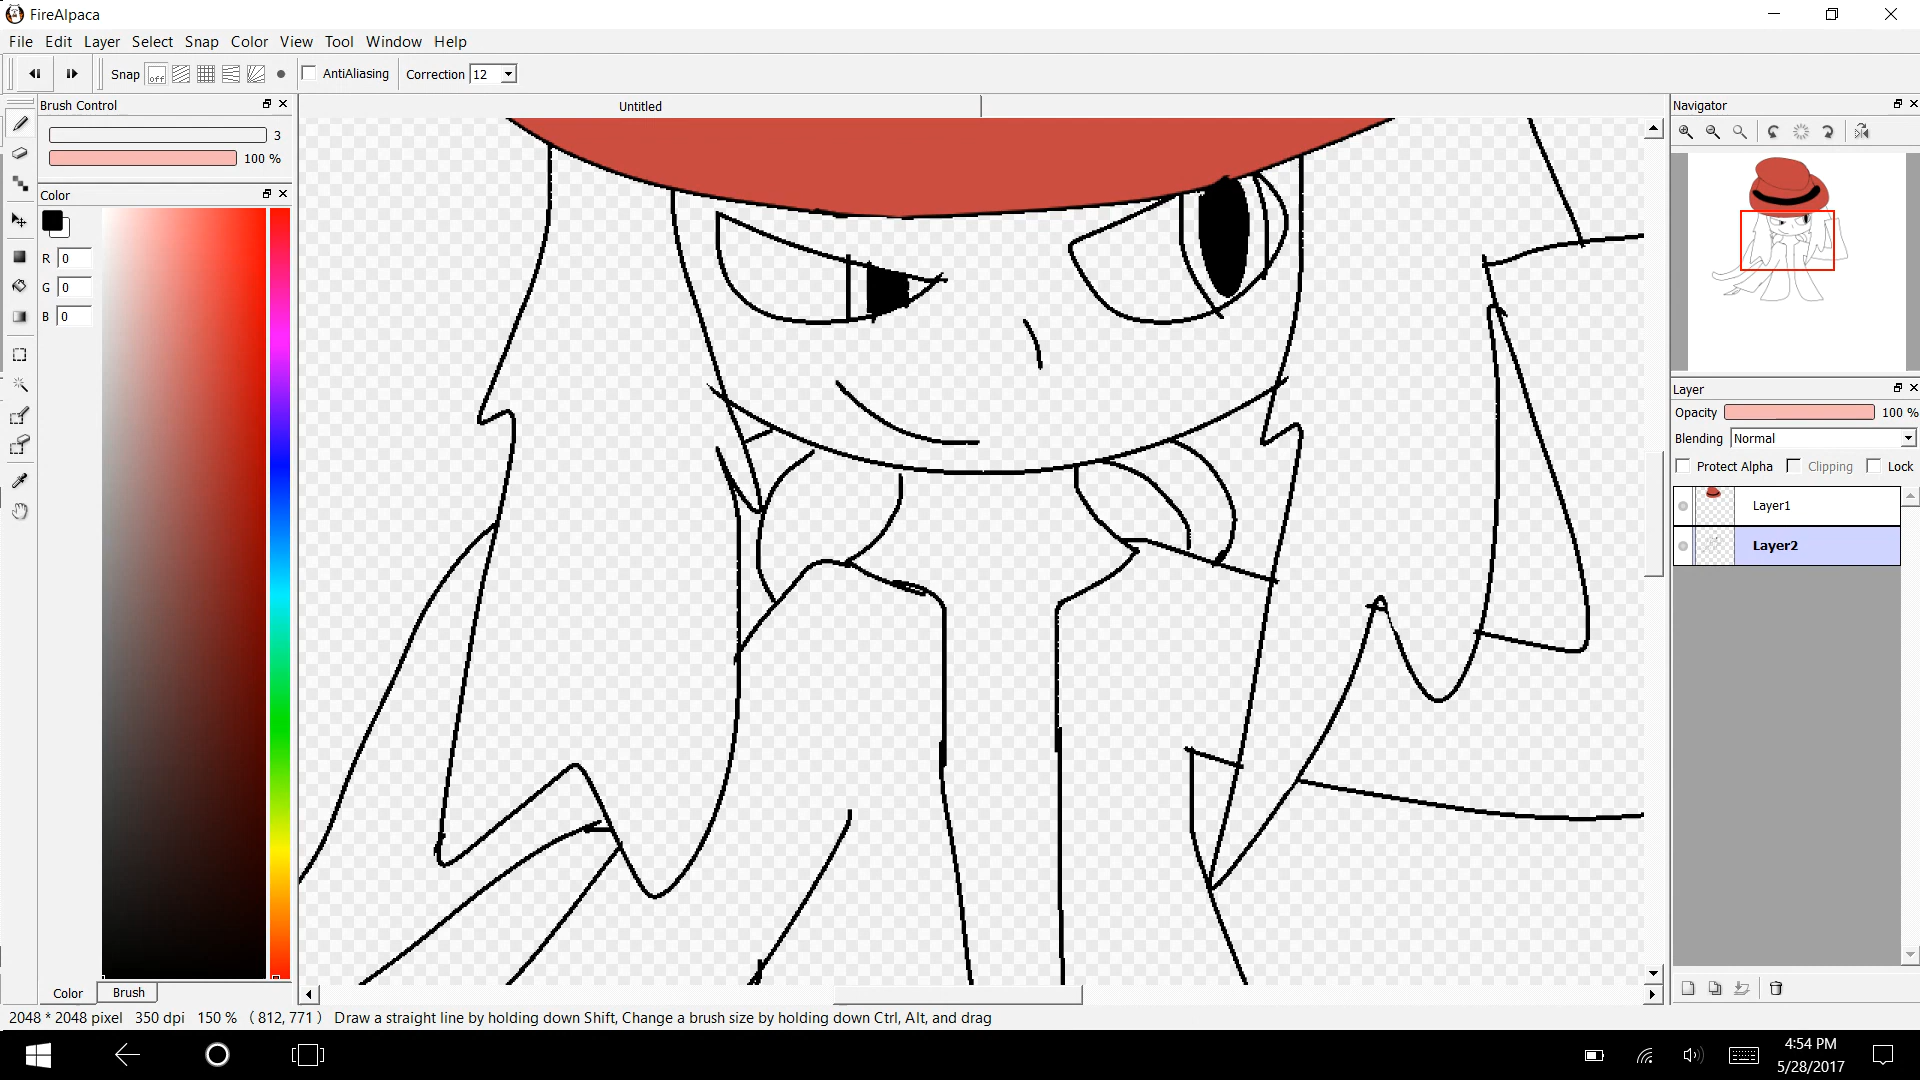 FireAlpaca
File Edit Layer Select Snap Color View Tool Window Help
Snap off AntiAliasing Correction 12
Brush Control
Untitled
Navigator
3
100 %
Color
R 0
G 0
B 0
Layer
Opacity 100 %
Blending Normal
Protect Alpha Clipping Lock
Layer1
Layer2
Color Brush
2048 * 2048 pixel 350 dpi 150 % ( 812, 771 ) Draw a straight line by holding down Shift, Change a brush size by holding down Ctrl, Alt, and drag
4:54 PM
5/28/2017